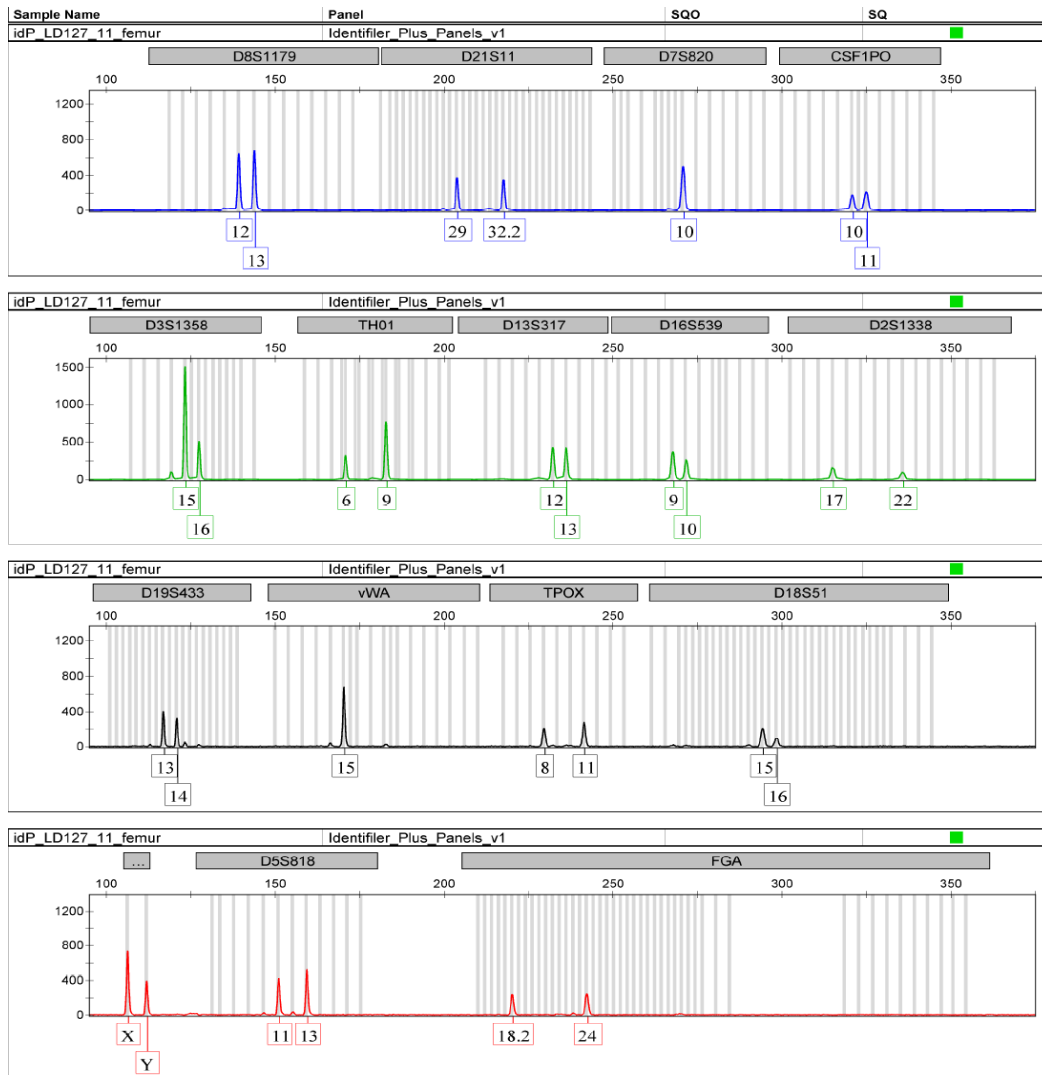 Sample Name Panel SQO SQ
idP_LD127_11_femur Identifiler_Plus_Panels_v1
D8S1179 D21S11 D7S820 CSF1PO
100 150 200 250 300 350
1200
800
400
0
12 29 32.2 10 10
13 11
idP_LD127_11_femur Identifiler_Plus_Panels_v1
D3S1358 TH01 D13S317 D16S539 D2S1338
100 150 200 250 300 350
1500
1000
500
0
15 6 9 12 9 17 22
16 13 10
idP_LD127_11_femur Identifiler_Plus_Panels_v1
D19S433 vWA TPOX D18S51
100 150 200 250 300 350
1200
800
400
0
13 15 8 11 15
14 16
idP_LD127_11_femur Identifiler_Plus_Panels_v1
... D5S818 FGA
100 150 200 250 300 350
1200
800
400
0
X 11 13 18.2 24
Y